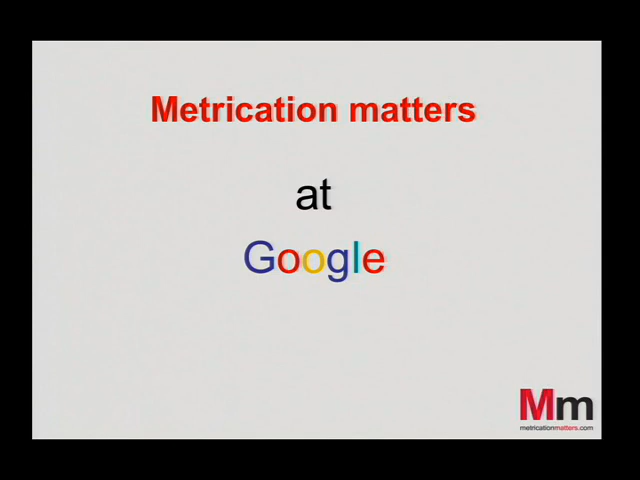 Metrication matters
at
Google
Mm
metricationmatters.com